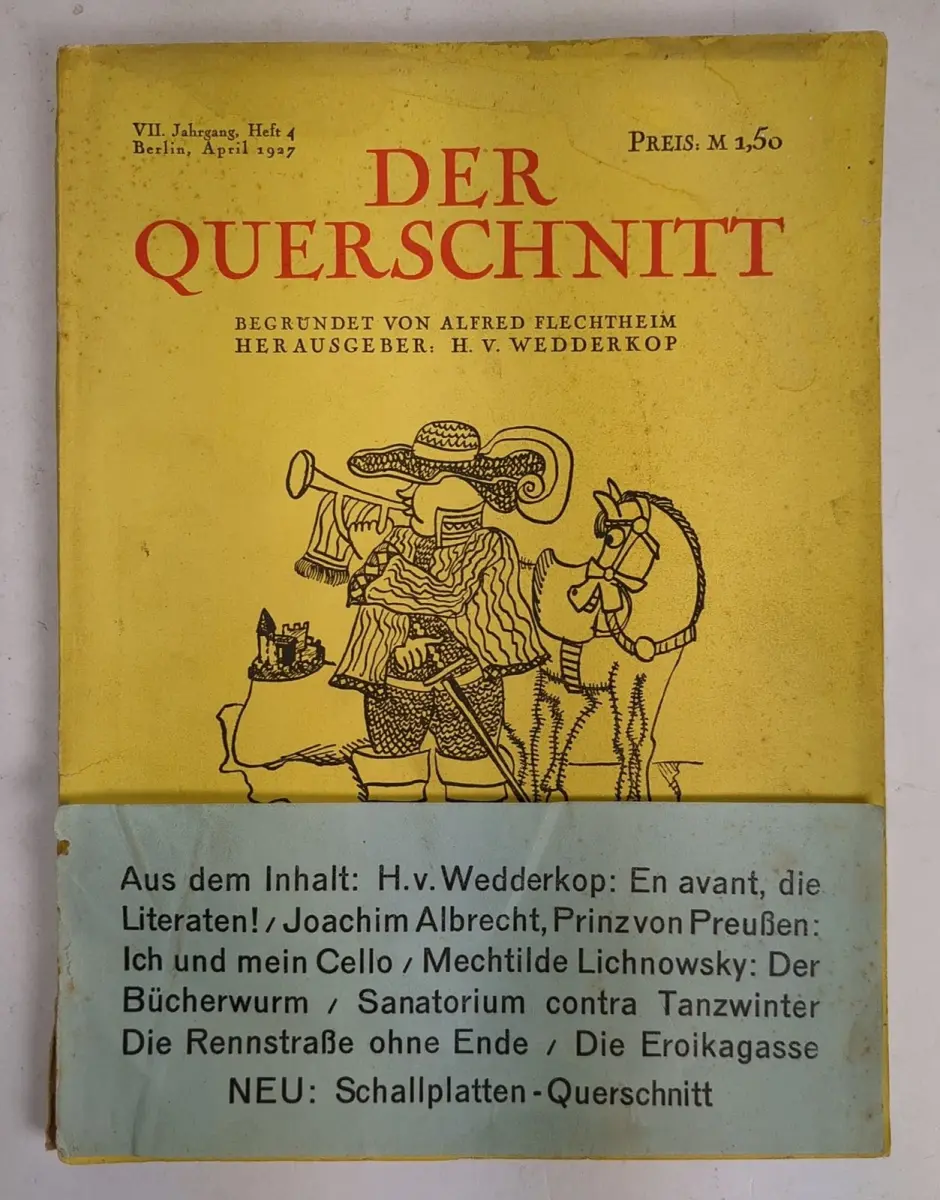 VII. Jahrgang, Heft 4
Berlin, April 1927
PREIS: M 1,50
DER
QUERSCHNITT
BEGRÜNDET VON ALFRED FLECHTHEIM
HERAUSGEBER: H. V. WEDDERKOP
Aus dem Inhalt: H.v.Wedderkop: En avant, die
Literaten! / Joachim Albrecht, Prinz von Preußen:
Ich und mein Cello / Mechtilde Lichnowsky: Der
Bücherwurm / Sanatorium contra Tanzwinter
Die Rennstraße ohne Ende / Die Eroikagasse
NEU: Schallplatten-Querschnitt